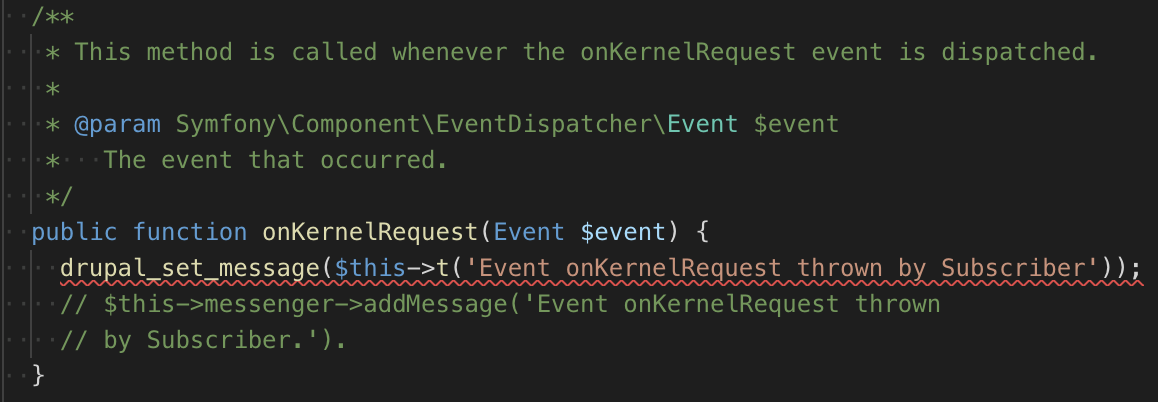 /**
* This method is called whenever the onKernelRequest event is dispatched.
*
* @param Symfony\Component\EventDispatcher\Event $event
*   The event that occurred.
*/
public function onKernelRequest(Event $event) {
drupal_set_message($this->t('Event onKernelRequest thrown by Subscriber'));
// $this->messenger->addMessage('Event onKernelRequest thrown
// by Subscriber.').
}